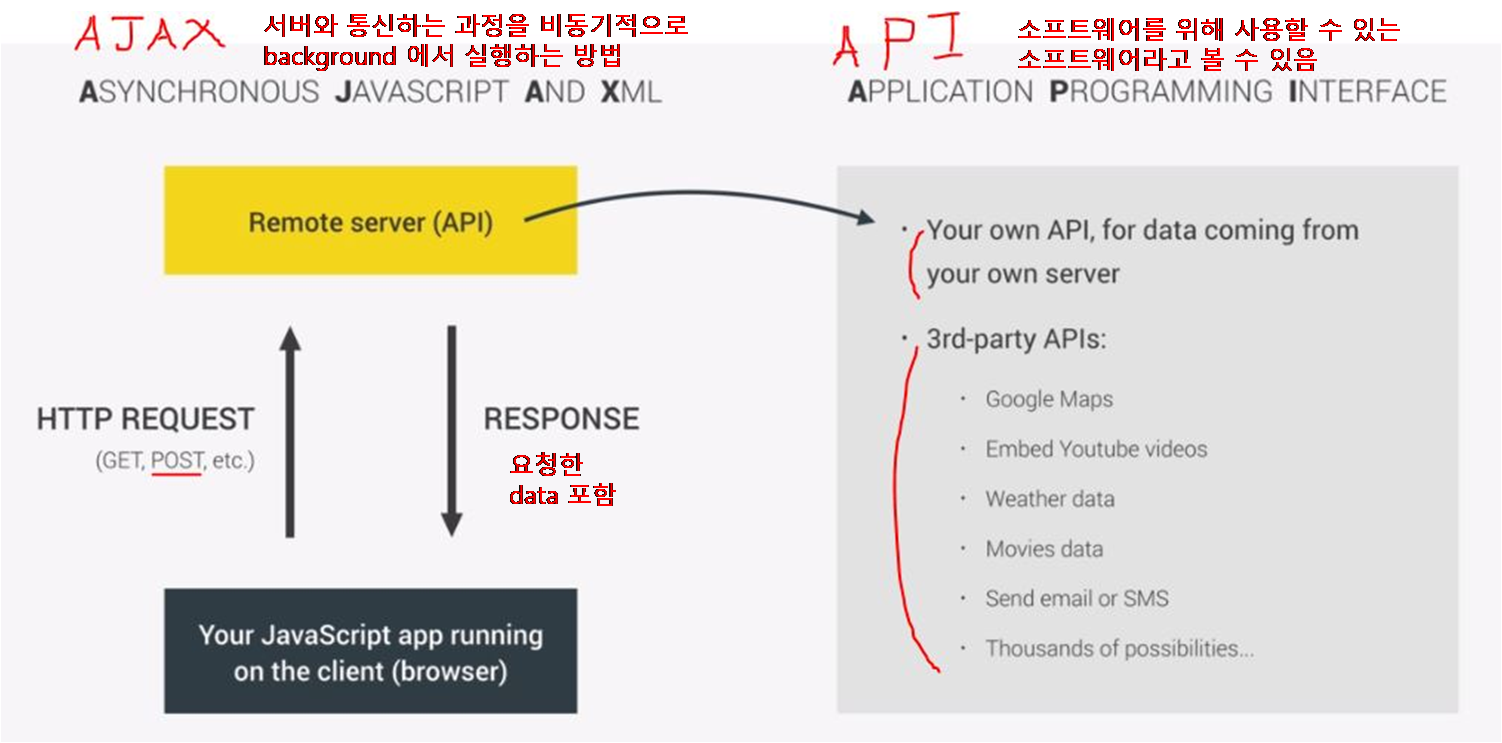 AJAX
서버와 통신하는 과정을 비동기적으로
background 에서 실행하는 방법
ASYNCHRONOUS JAVASCRIPT AND XML
Remote server (API)
HTTP REQUEST
(GET, POST, etc.)
RESPONSE
요청한
data 포함
Your JavaScript app running
on the client (browser)
API
소프트웨어를 위해 사용할 수 있는
소프트웨어라고 볼 수 있음
APPLICATION PROGRAMMING INTERFACE
· Your own API, for data coming from
your own server
· 3rd-party APIs:
· Google Maps
· Embed Youtube videos
· Weather data
· Movies data
· Send email or SMS
· Thousands of possibilities...